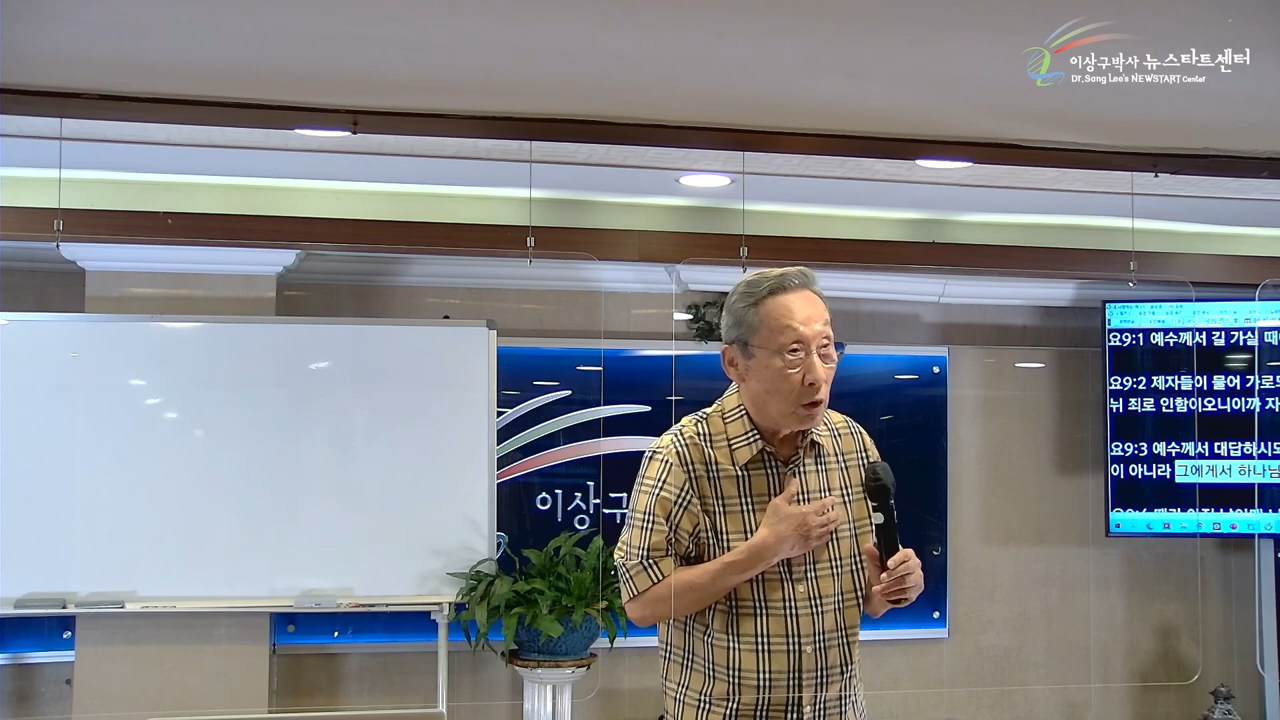 이상구박사 뉴스타트센터
Dr.Sang Lee's NEWSTART Center
이상구
요9:1 예수께서 길 가실 때
요9:2 제자들이 물어 가로
뉘 죄로 인함이오니이까 자
요9:3 예수께서 대답하시
이 아니라 그에게서 하나님